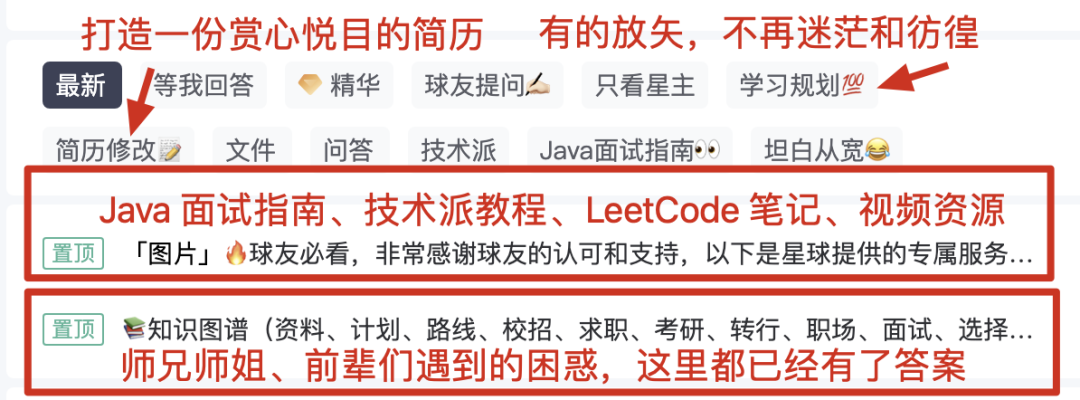 打造一份赏心悦目的简历 有的放矢，不再迷茫和彷徨
最新 等我回答 💎 精华 球友提问✍🏻 只看星主 学习规划💯
简历修改📝 文件 问答 技术派 Java面试指南👀 坦白从宽😂
Java 面试指南、技术派教程、LeetCode 笔记、视频资源
置顶 「图片」🔥球友必看，非常感谢球友的认可和支持，以下是星球提供的专属服务...
置顶 📚知识图谱（资料、计划、路线、校招、求职、考研、转行、职场、面试、选择...
师兄师姐、前辈们遇到的困惑，这里都已经有了答案